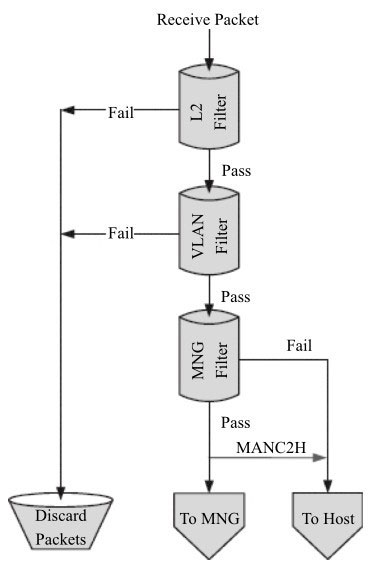 Receive Packet
L2
Filter
Fail
Pass
VLAN
Filter
Fail
Pass
MNG
Filter
Fail
Pass
MANC2H
Discard
Packets
To MNG
To Host